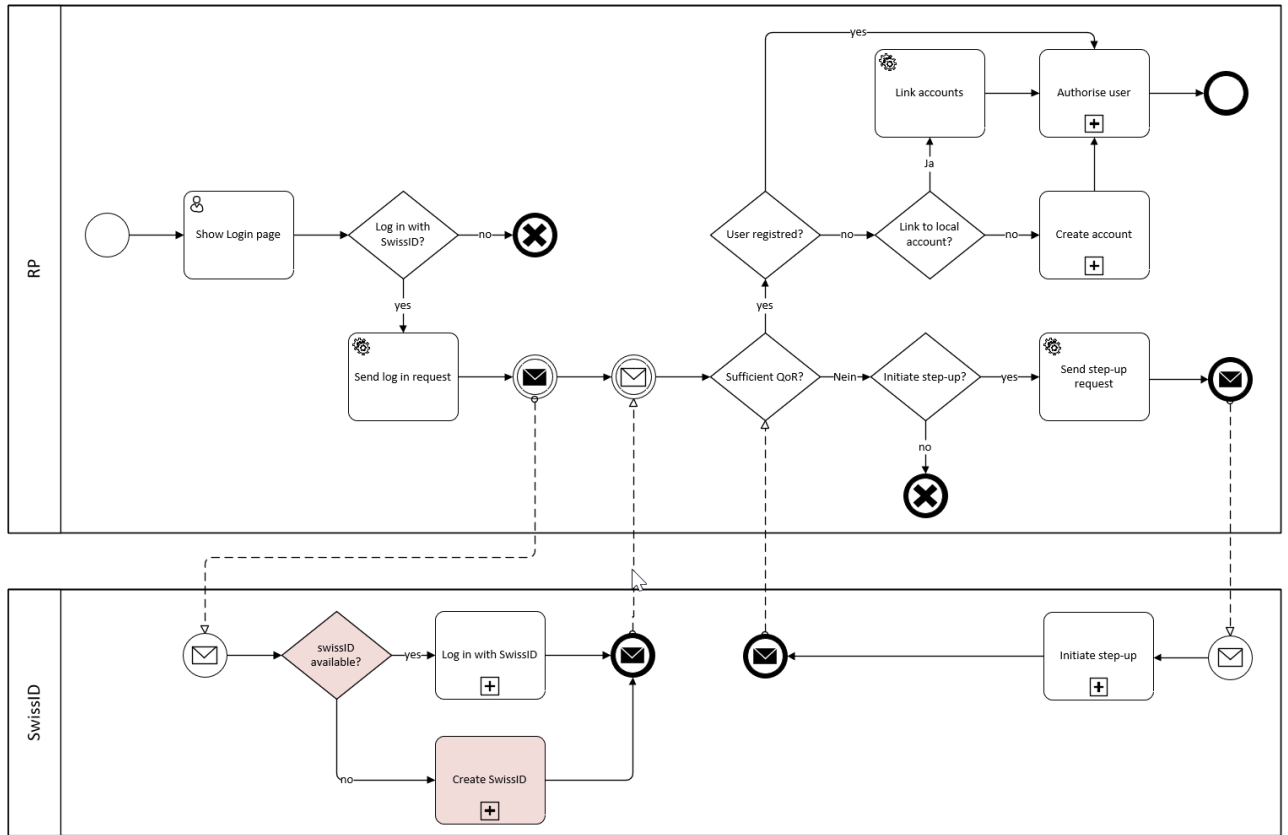 RP
yes
Link accounts
Authorise user
Ja
Show Login page
Log in with
SwissID?
no
User registred?
no
Link to local
account?
no
Create account
yes
yes
Send log in request
Sufficient QoR?
Nein
Initiate step-up?
yes
Send step-up
request
no
SwissID
swissID
available?
yes
Log in with SwissID
Initiate step-up
no
Create SwissID